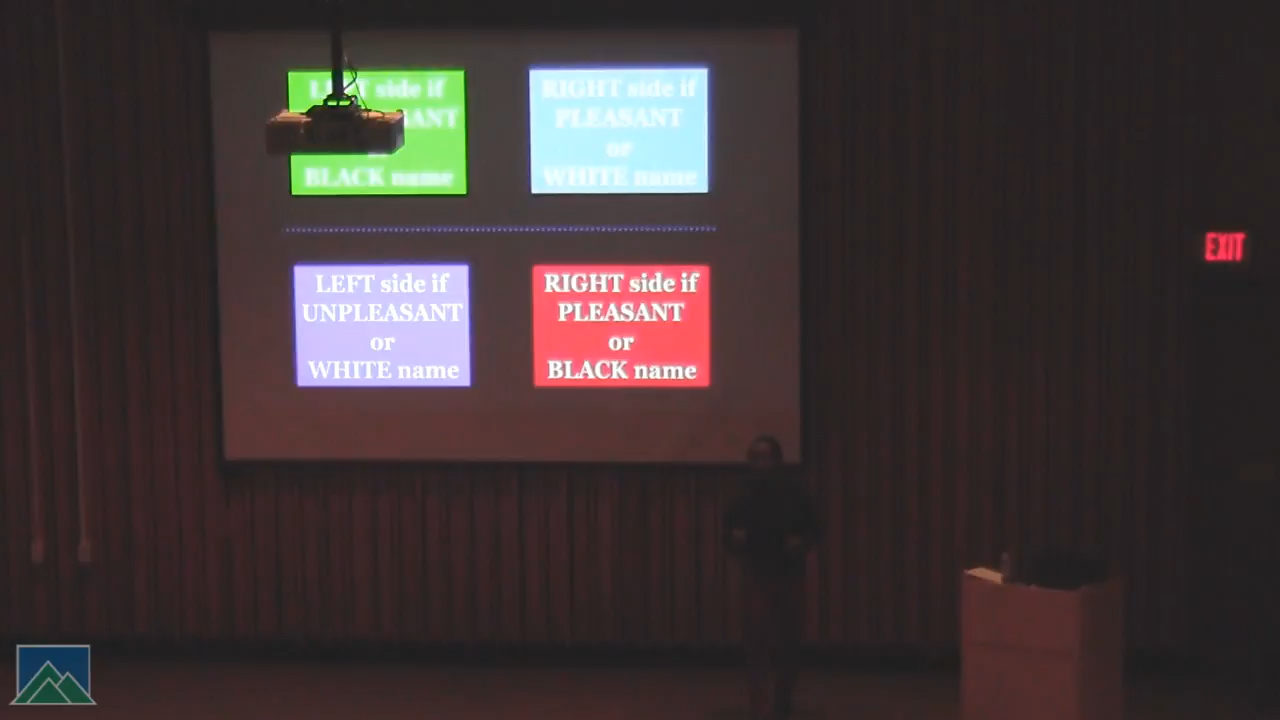 side if
BLACK name
RIGHT side if
PLEASANT
or
WHITE name
LEFT side if
UNPLEASANT
or
WHITE name
RIGHT side if
PLEASANT
or
BLACK name
EXIT